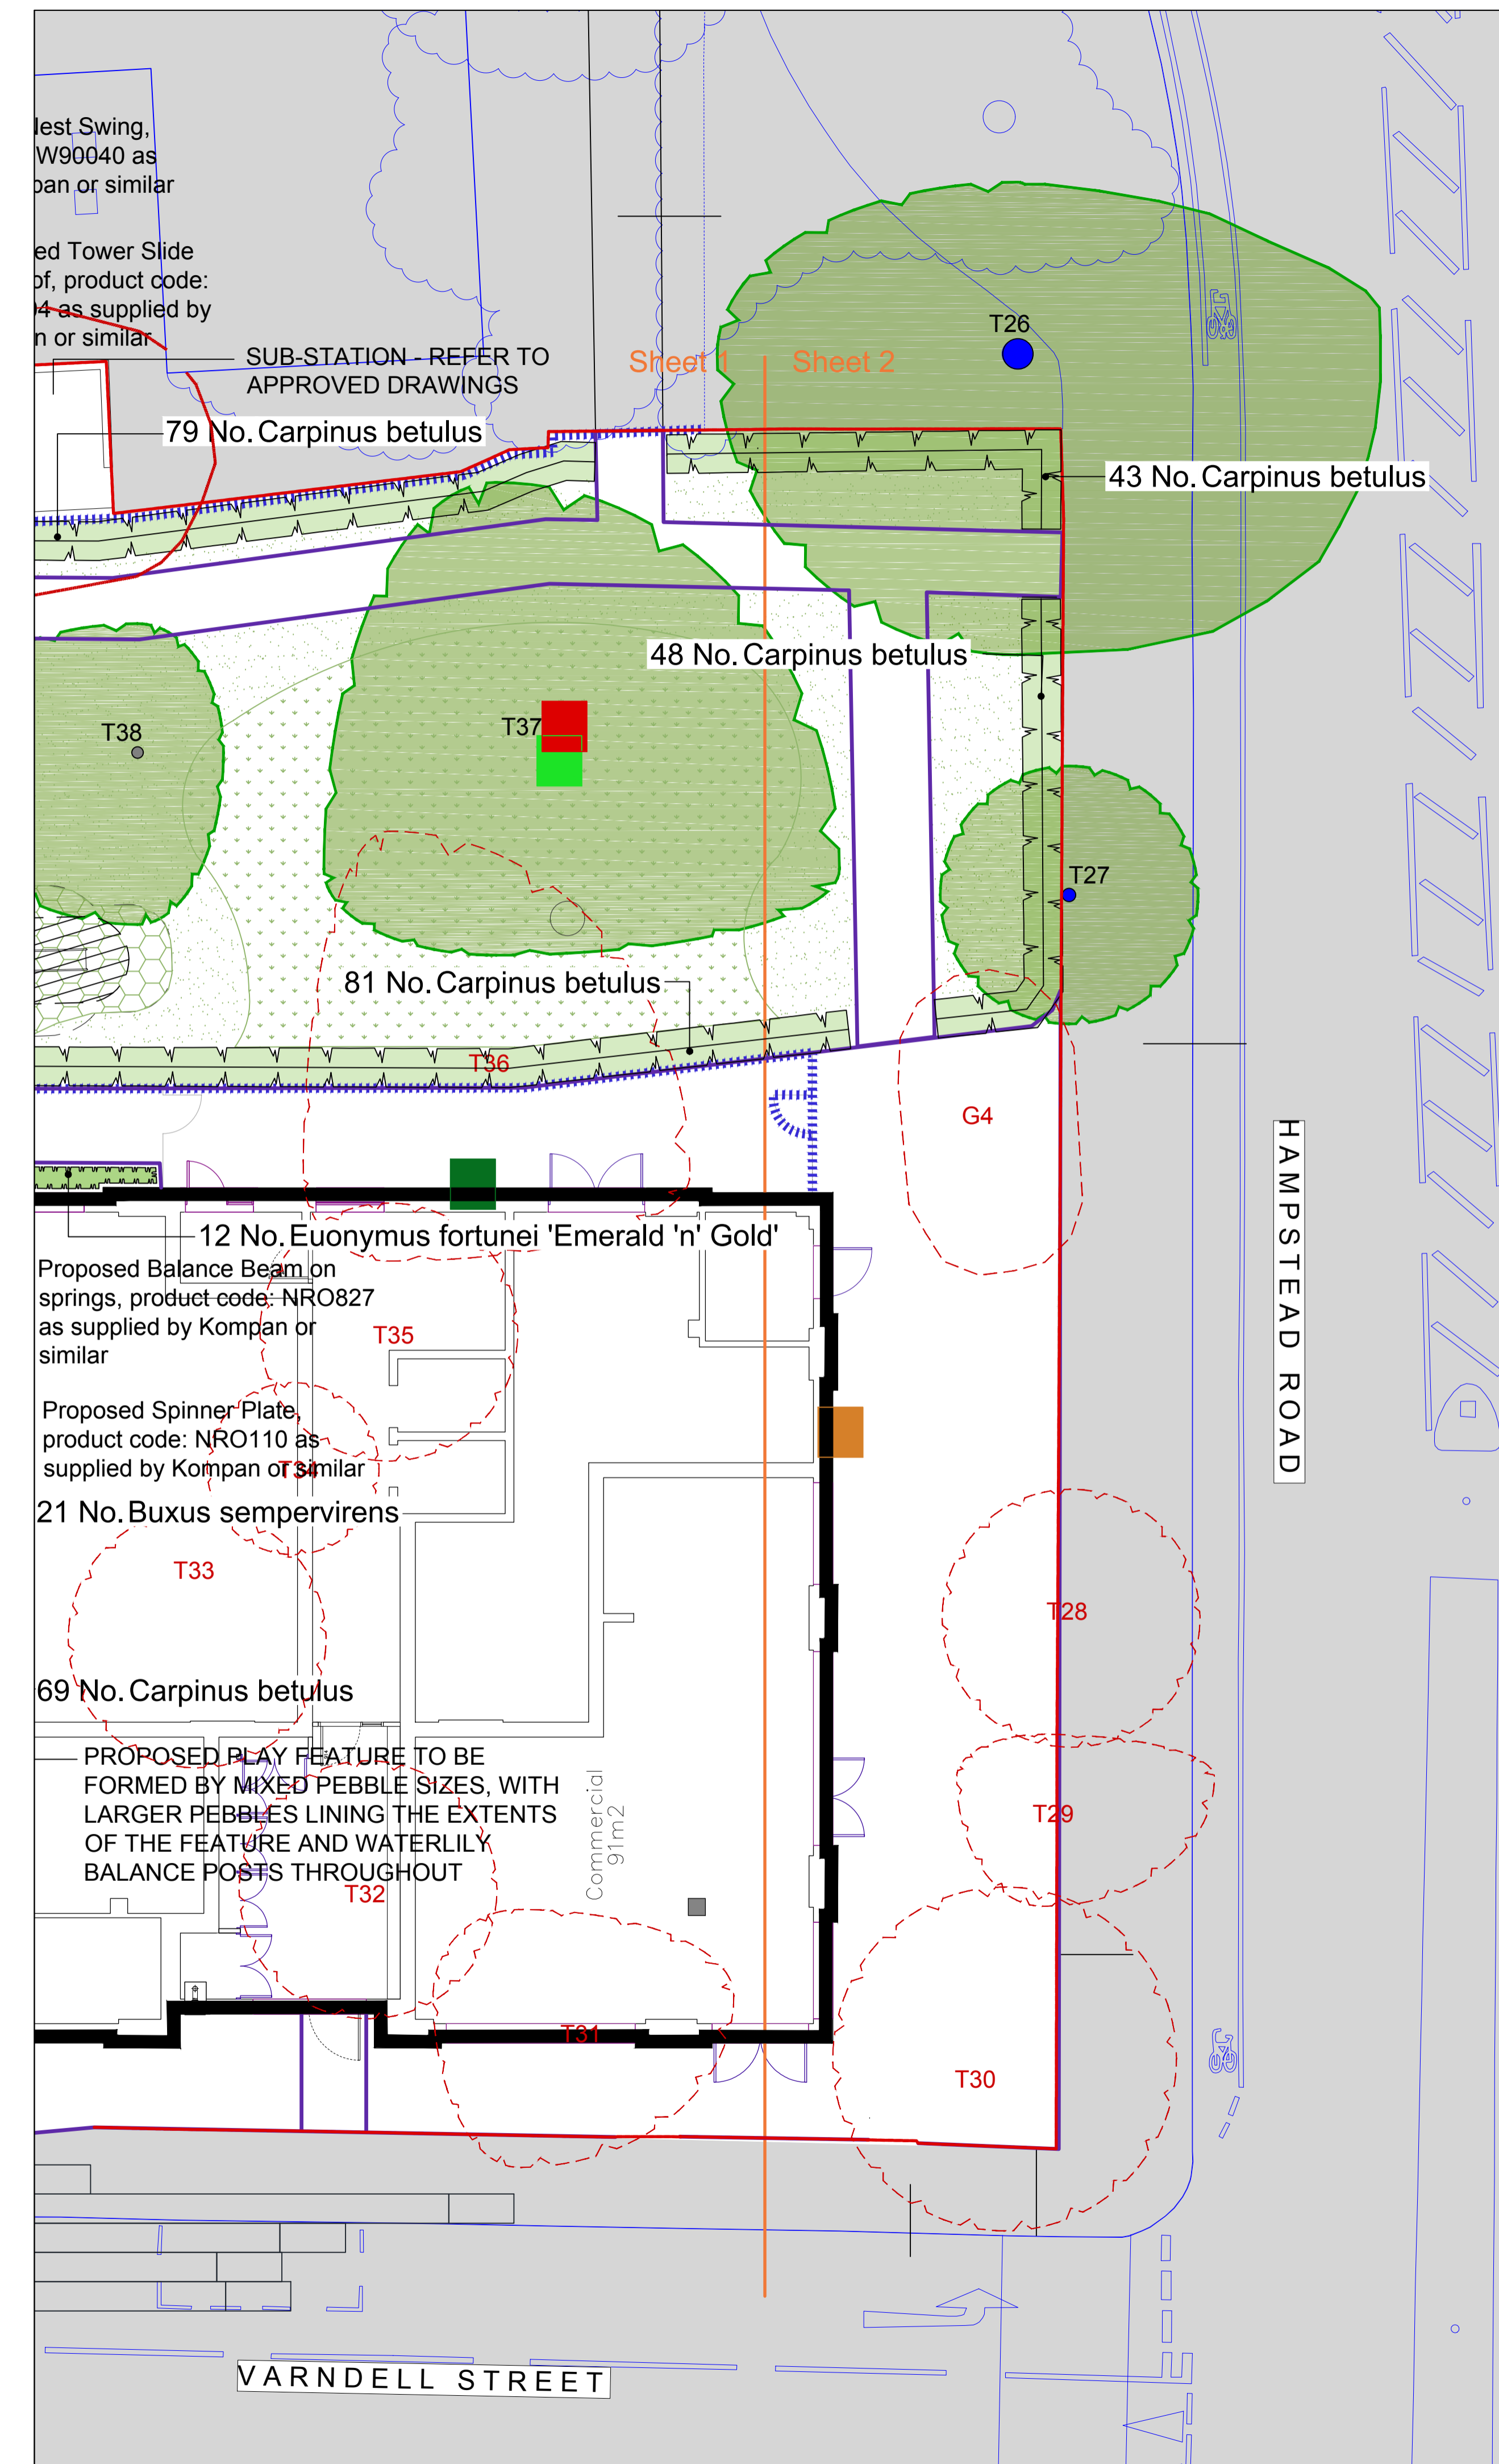 lest Swing,
W90040 as
pan or similar
ed Tower Slide
of, product code:
04 as supplied by
n or similar
SUB-STATION - REFER TO
APPROVED DRAWINGS
Sheet 1
Sheet 2
T26
79 No. Carpinus betulus
43 No. Carpinus betulus
48 No. Carpinus betulus
T38
T37
T27
81 No. Carpinus betulus
T36
G4
12 No. Euonymus fortunei 'Emerald 'n' Gold'
Proposed Balance Beam on
springs, product code: NRO827
as supplied by Kompan or
similar
T35
Proposed Spinner Plate,
product code: NRO110 as
supplied by Kompan or similar
T34
21 No. Buxus sempervirens
T33
HAMPSTEAD ROAD
T28
69 No. Carpinus betulus
PROPOSED PLAY FEATURE TO BE
FORMED BY MIXED PEBBLE SIZES, WITH
LARGER PEBBLES LINING THE EXTENTS
OF THE FEATURE AND WATERLILY
BALANCE POSTS THROUGHOUT
Commercial
91m2
T29
T32
T31
T30
VARNDELL STREET